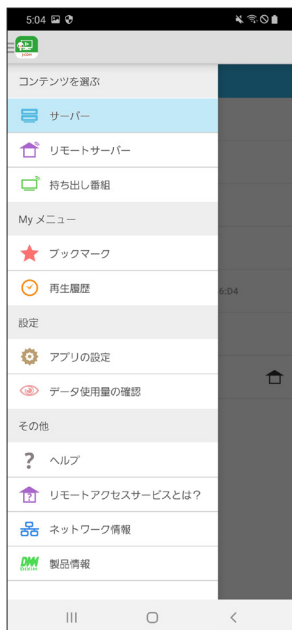 5:04
コンテンツを選ぶ
サーバー
リモートサーバー
持ち出し番組
My メニュー
ブックマーク
再生履歴
6:04
設定
アプリの設定
データ使用量の確認
その他
? ヘルプ
リモートアクセスサービスとは?
ネットワーク情報
製品情報